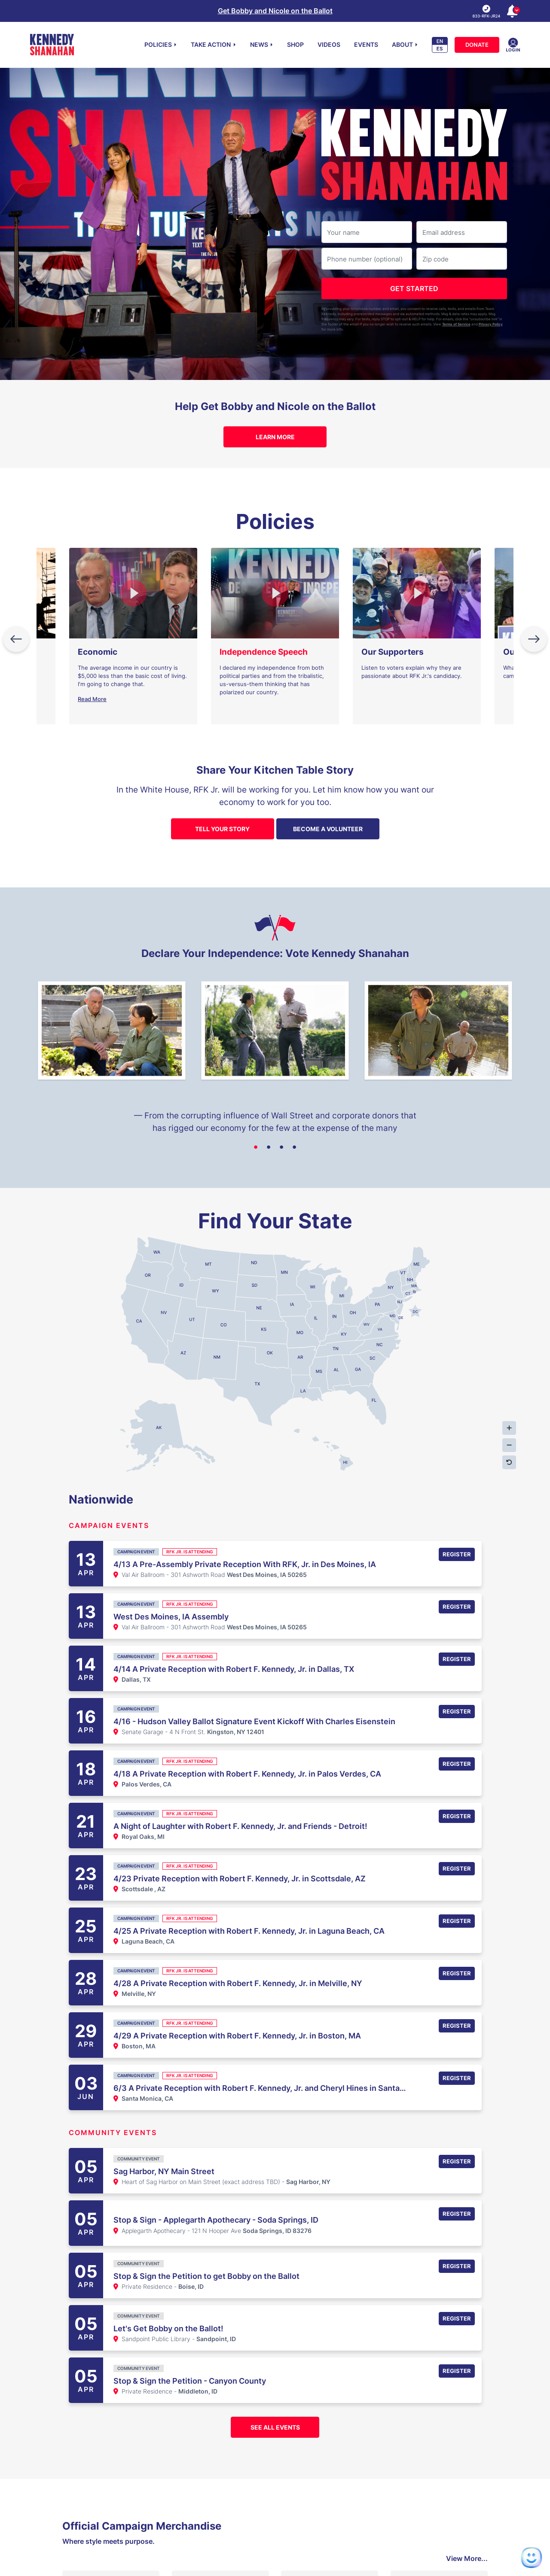 Get Bobby and Nicole on the Ballot
KENNEDY
SHANAHAN
POLICIES
TAKE ACTION
NEWS
SHOP
VIDEOS
EVENTS
ABOUT
EN
ES
DONATE
LOGIN
KENNEDY
SHANAHAN
Your name
Email address
Phone number (optional)
Zip code
GET STARTED
Help Get Bobby and Nicole on the Ballot
LEARN MORE
Policies
Economic
The average income in our country is
$5,000 less than the basic cost of living.
I'm going to change that.
Read More
Independence Speech
I declared my independence from both
political parties and from the tribalistic,
us-versus-them thinking that has
polarized our country.
Our Supporters
Listen to voters explain why they are
passionate about RFK Jr.'s candidacy.
Share Your Kitchen Table Story
In the White House, RFK Jr. will be working for you. Let him know how you want our
economy to work for you too.
TELL YOUR STORY
BECOME A VOLUNTEER
Declare Your Independence: Vote Kennedy Shanahan
— From the corrupting influence of Wall Street and corporate donors that
has rigged our economy for the few at the expense of the many
Find Your State
WA
MT
ND
MN
ME
VT
NH
OR
ID
SD
WI
MI
NY
MA
WY
NE
IA
PA
NJ
CT
NV
UT
CO
IL
IN
OH
MD
DE
DC
CA
KS
MO
KY
WV
VA
AZ
NM
OK
AR
TN
NC
SC
TX
LA
MS
AL
GA
FL
AK
HI
Nationwide
CAMPAIGN EVENTS
13
APR
CAMPAIGN EVENT
RFK JR. IS ATTENDING
4/13 A Pre-Assembly Private Reception With RFK, Jr. in Des Moines, IA
Val Air Ballroom - 301 Ashworth Road West Des Moines, IA 50265
REGISTER
13
APR
CAMPAIGN EVENT
RFK JR. IS ATTENDING
West Des Moines, IA Assembly
Val Air Ballroom - 301 Ashworth Road West Des Moines, IA 50265
REGISTER
14
APR
CAMPAIGN EVENT
RFK JR. IS ATTENDING
4/14 A Private Reception with Robert F. Kennedy, Jr. in Dallas, TX
Dallas, TX
REGISTER
16
APR
CAMPAIGN EVENT
4/16 - Hudson Valley Ballot Signature Event Kickoff With Charles Eisenstein
Senate Garage - 4 N Front St. Kingston, NY 12401
REGISTER
18
APR
CAMPAIGN EVENT
RFK JR. IS ATTENDING
4/18 A Private Reception with Robert F. Kennedy, Jr. in Palos Verdes, CA
Palos Verdes, CA
REGISTER
21
APR
CAMPAIGN EVENT
RFK JR. IS ATTENDING
A Night of Laughter with Robert F. Kennedy, Jr. and Friends - Detroit!
Royal Oaks, MI
REGISTER
23
APR
CAMPAIGN EVENT
RFK JR. IS ATTENDING
4/23 Private Reception with Robert F. Kennedy, Jr. in Scottsdale, AZ
Scottsdale , AZ
REGISTER
25
APR
CAMPAIGN EVENT
RFK JR. IS ATTENDING
4/25 A Private Reception with Robert F. Kennedy, Jr. in Laguna Beach, CA
Laguna Beach, CA
REGISTER
28
APR
CAMPAIGN EVENT
RFK JR. IS ATTENDING
4/28 A Private Reception with Robert F. Kennedy, Jr. in Melville, NY
Melville, NY
REGISTER
29
APR
CAMPAIGN EVENT
RFK JR. IS ATTENDING
4/29 A Private Reception with Robert F. Kennedy, Jr. in Boston, MA
Boston, MA
REGISTER
03
JUN
CAMPAIGN EVENT
RFK JR. IS ATTENDING
6/3 A Private Reception with Robert F. Kennedy, Jr. and Cheryl Hines in Santa...
Santa Monica, CA
REGISTER
COMMUNITY EVENTS
05
APR
COMMUNITY EVENT
Sag Harbor, NY Main Street
Heart of Sag Harbor on Main Street (exact address TBD) - Sag Harbor, NY
REGISTER
05
APR
Stop & Sign - Applegarth Apothecary - Soda Springs, ID
Applegarth Apothecary - 121 N Hooper Ave Soda Springs, ID 83276
REGISTER
05
APR
COMMUNITY EVENT
Stop & Sign the Petition to get Bobby on the Ballot
Private Residence - Boise, ID
REGISTER
05
APR
COMMUNITY EVENT
Let's Get Bobby on the Ballot!
Sandpoint Public Library - Sandpoint, ID
REGISTER
05
APR
COMMUNITY EVENT
Stop & Sign the Petition - Canyon County
Private Residence - Middleton, ID
REGISTER
SEE ALL EVENTS
Official Campaign Merchandise
Where style meets purpose.
View More...